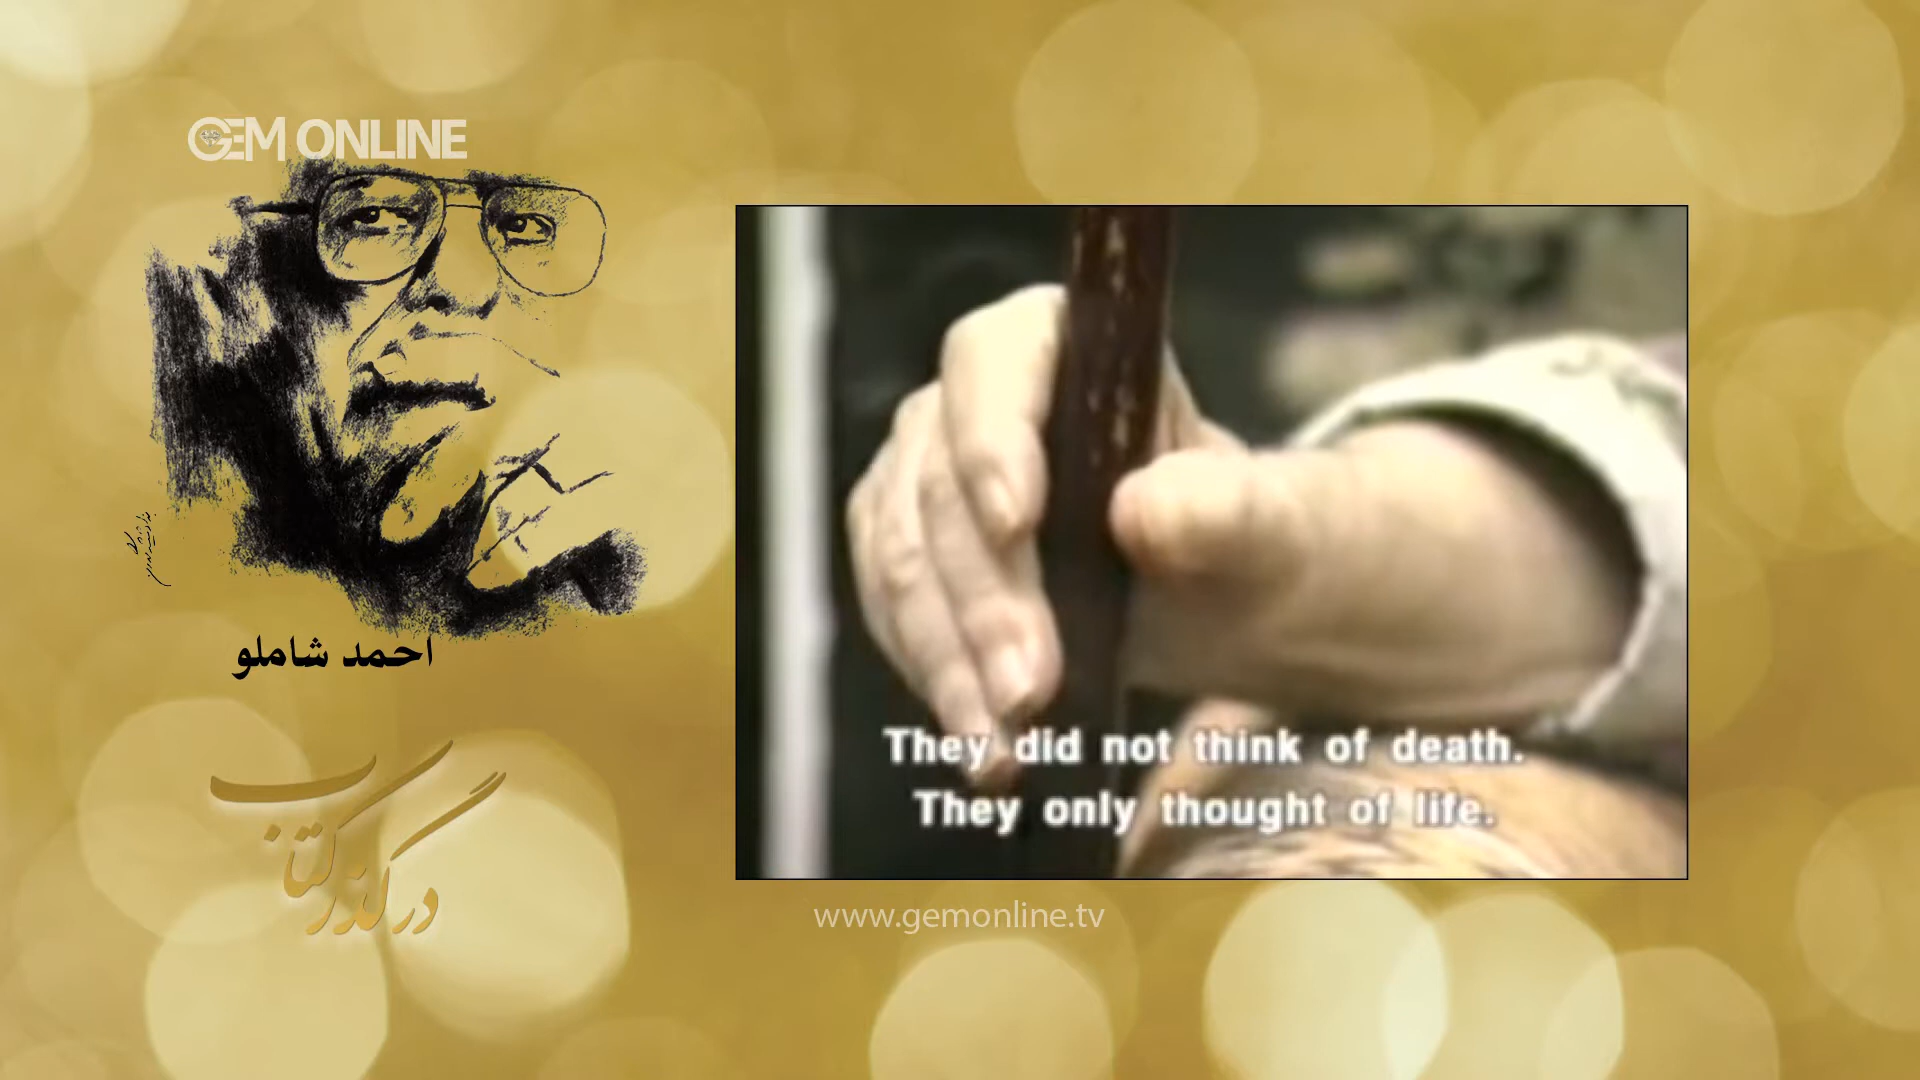 GEM ONLINE
احمد شاملو
در گذر کتاب
They did not think of death.
They only thought of life.
www.gemonline.tv